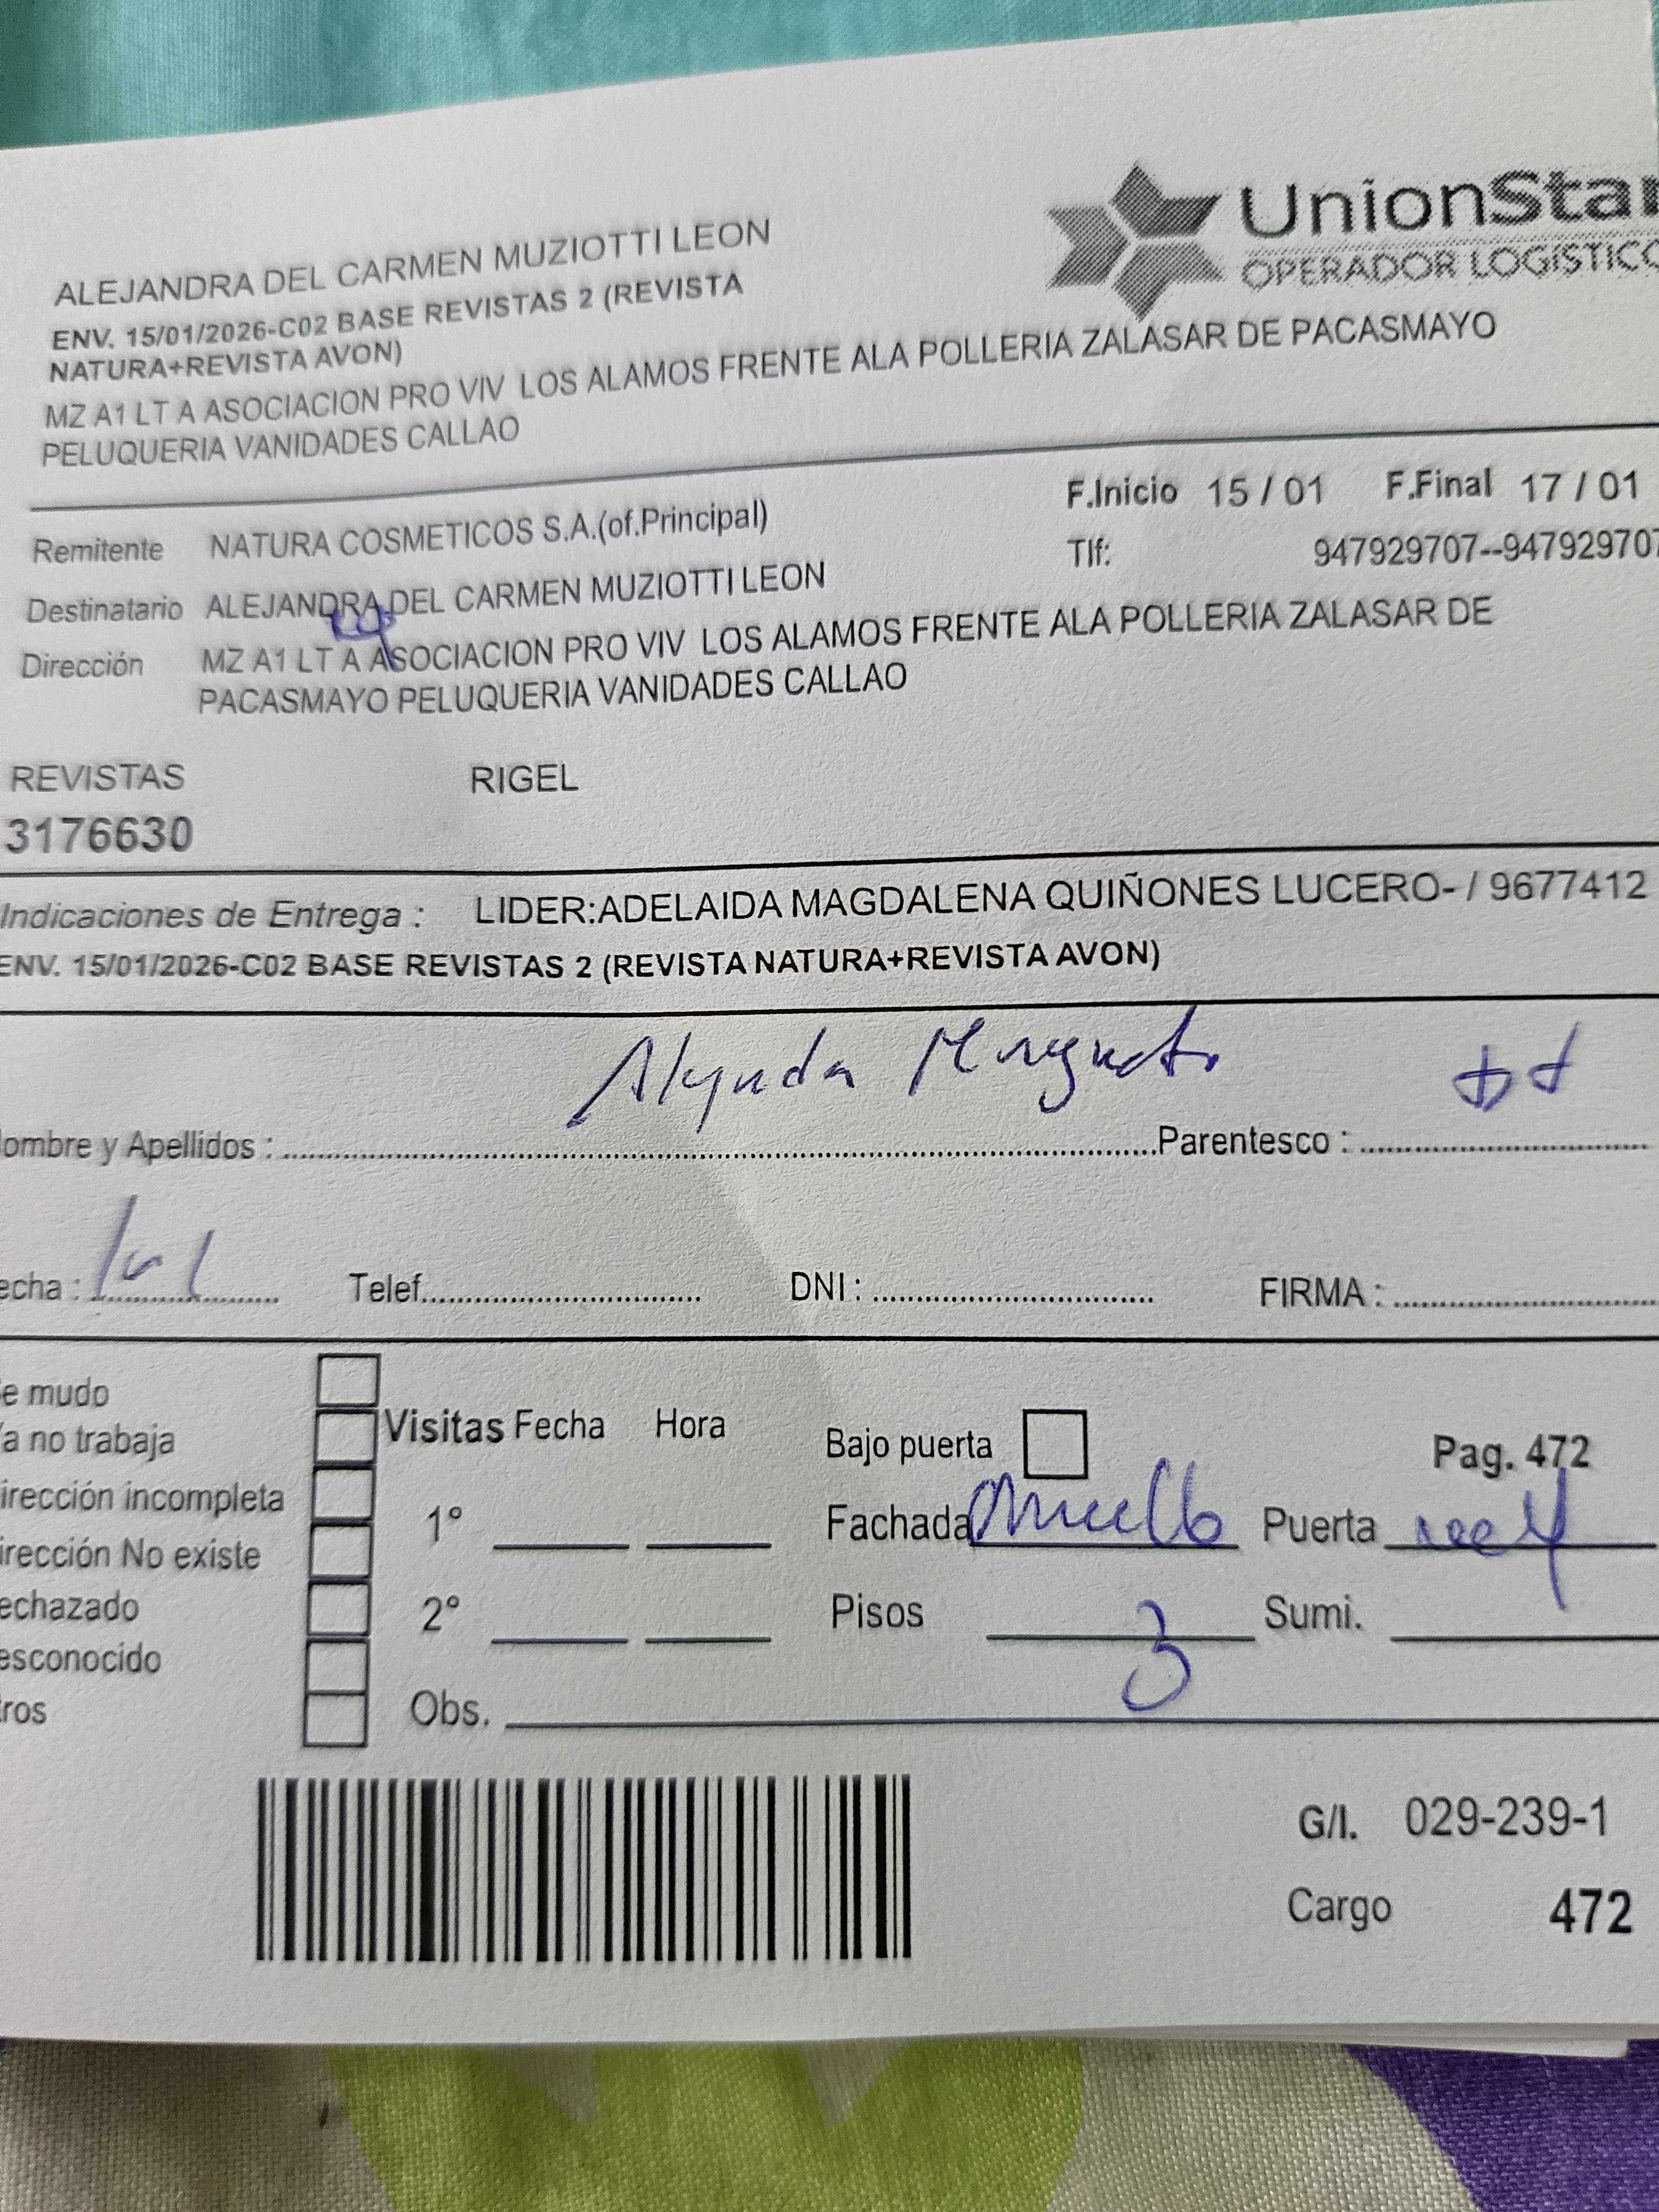 UnionStar
OPERADOR LOGÍSTICO
ALEJANDRA DEL CARMEN MUZIOTTI LEON
ENV. 15/01/2026-C02 BASE REVISTAS 2 (REVISTA
NATURA+REVISTA AVON)
MZ A1 LT A ASOCIACION PRO VIV LOS ALAMOS FRENTE ALA POLLERIA ZALASAR DE PACASMAYO
PELUQUERIA VANIDADES CALLAO
F.Inicio 15 / 01 F.Final 17 / 01
Remitente NATURA COSMETICOS S.A.(of.Principal)
Tlf: 947929707--947929707
Destinatario ALEJANDRA DEL CARMEN MUZIOTTI LEON
Dirección MZ A1 LT A ASOCIACION PRO VIV LOS ALAMOS FRENTE ALA POLLERIA ZALASAR DE
PACASMAYO PELUQUERIA VANIDADES CALLAO
REVISTAS RIGEL
3176630
Indicaciones de Entrega : LIDER:ADELAIDA MAGDALENA QUIÑONES LUCERO- / 9677412
ENV. 15/01/2026-C02 BASE REVISTAS 2 (REVISTA NATURA+REVISTA AVON)
ombre y Apellidos : Parentesco :
echa : Telef. DNI : FIRMA :
e mudo
a no trabaja
irección incompleta
irección No existe
echazado
esconocido
tros
Visitas Fecha Hora
1°
2°
Obs.
Bajo puerta Pag. 472
Fachada Puerta
Pisos 3 Sumi.
G/I. 029-239-1
Cargo 472